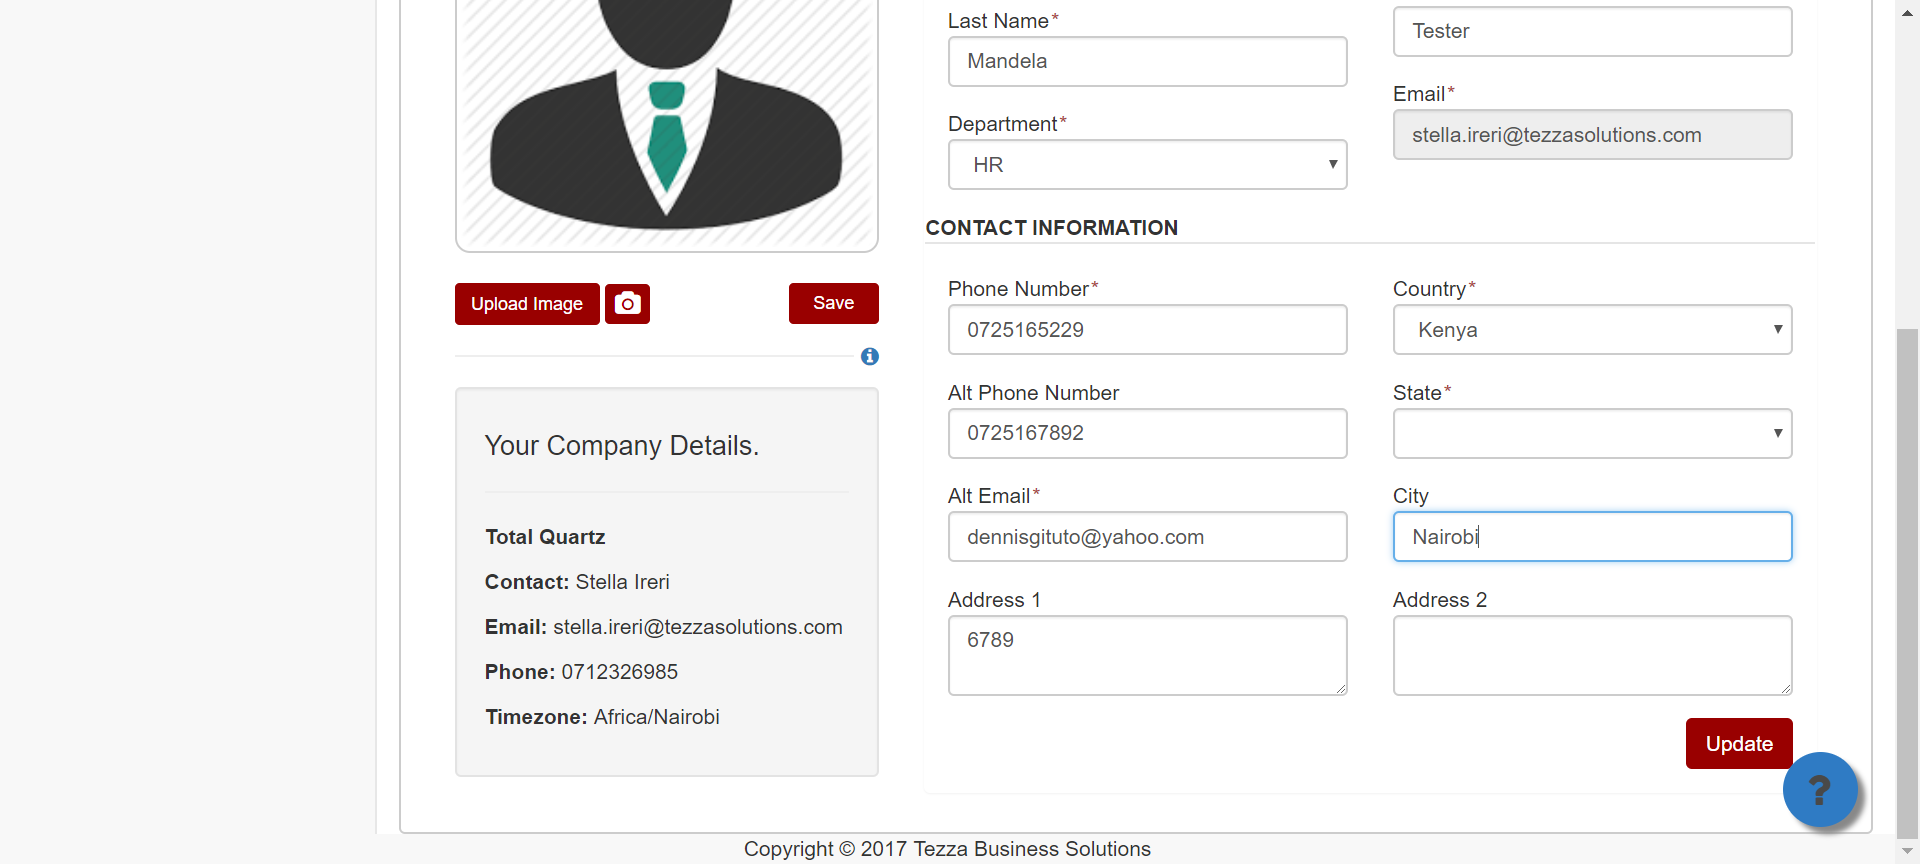 Last Name*
Mandela
Tester
Department*
HR
Email*
stella.ireri@tezzasolutions.com
Upload Image
Save
Your Company Details.
Total Quartz
Contact: Stella Ireri
Email: stella.ireri@tezzasolutions.com
Phone: 0712326985
Timezone: Africa/Nairobi
CONTACT INFORMATION
Phone Number*
0725165229
Country*
Kenya
Alt Phone Number
0725167892
State*
Alt Email*
dennisgituto@yahoo.com
City
Nairobi
Address 1
6789
Address 2
Update
?
Copyright © 2017 Tezza Business Solutions